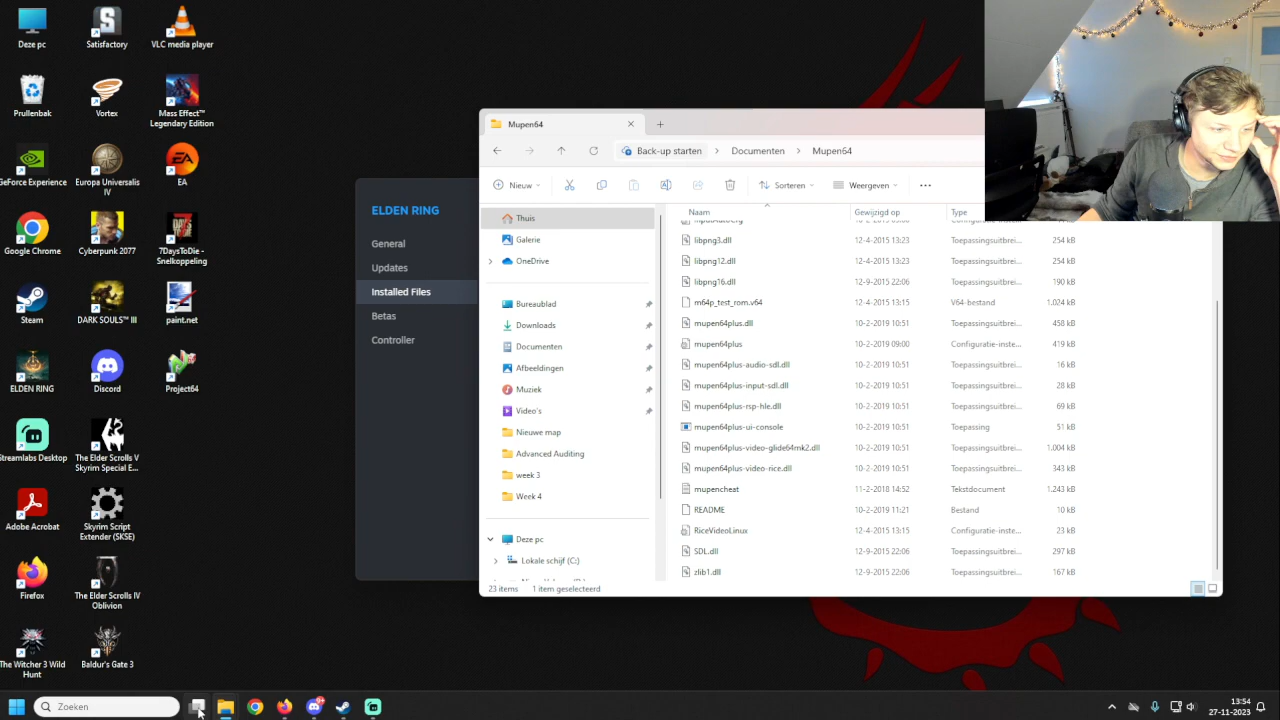 Deze pc
Satisfactory
VLC media player
Prullenbak
Vortex
Mass Effect™
Legendary Edition
GeForce Experience
Europa Universalis
IV
EA
Google Chrome
Cyberpunk 2077
7DaysToDie -
Snelkoppeling
Steam
DARK SOULS™ III
paint.net
ELDEN RING
Discord
Project64
Streamlabs Desktop
The Elder Scrolls V
Skyrim Special E...
Adobe Acrobat
Skyrim Script
Extender (SKSE)
Firefox
The Elder Scrolls IV
Oblivion
The Witcher 3 Wild
Hunt
Baldur's Gate 3
ELDEN RING
General
Updates
Installed Files
Betas
Controller
Mupen64
Back-up starten > Documenten > Mupen64
Nieuw
Sorteren
Weergeven
Thuis
Galerie
OneDrive
Bureaublad
Downloads
Documenten
Afbeeldingen
Muziek
Video's
Nieuwe map
Advanced Auditing
week 3
Week 4
Deze pc
Lokale schijf (C:)
Naam Gewijzigd op Type
libpng3.dll 12-4-2015 13:23 Toepassingsuitbrei... 254 kB
libpng12.dll 12-4-2015 13:23 Toepassingsuitbrei... 254 kB
libpng16.dll 12-9-2015 22:06 Toepassingsuitbrei... 190 kB
m64p_test_rom.v64 12-4-2015 13:15 V64-bestand 1.024 kB
mupen64plus.dll 10-2-2019 10:51 Toepassingsuitbrei... 458 kB
mupen64plus 10-2-2019 09:00 Configuratie-inste... 419 kB
mupen64plus-audio-sdl.dll 10-2-2019 10:51 Toepassingsuitbrei... 16 kB
mupen64plus-input-sdl.dll 10-2-2019 10:51 Toepassingsuitbrei... 28 kB
mupen64plus-rsp-hle.dll 10-2-2019 10:51 Toepassingsuitbrei... 69 kB
mupen64plus-ui-console 10-2-2019 10:51 Toepassing 51 kB
mupen64plus-video-glide64mk2.dll 10-2-2019 10:51 Toepassingsuitbrei... 1.004 kB
mupen64plus-video-rice.dll 10-2-2019 10:51 Toepassingsuitbrei... 343 kB
mupencheat 11-2-2018 14:52 Tekstdocument 1.243 kB
README 10-2-2019 11:21 Bestand 10 kB
RiceVideoLinux 12-4-2015 13:15 Configuratie-inste... 23 kB
SDL.dll 12-9-2015 22:06 Toepassingsuitbrei... 297 kB
zlib1.dll 12-9-2015 22:06 Toepassingsuitbrei... 167 kB
23 items 1 item geselecteerd
Zoeken
13:54
27-11-2023